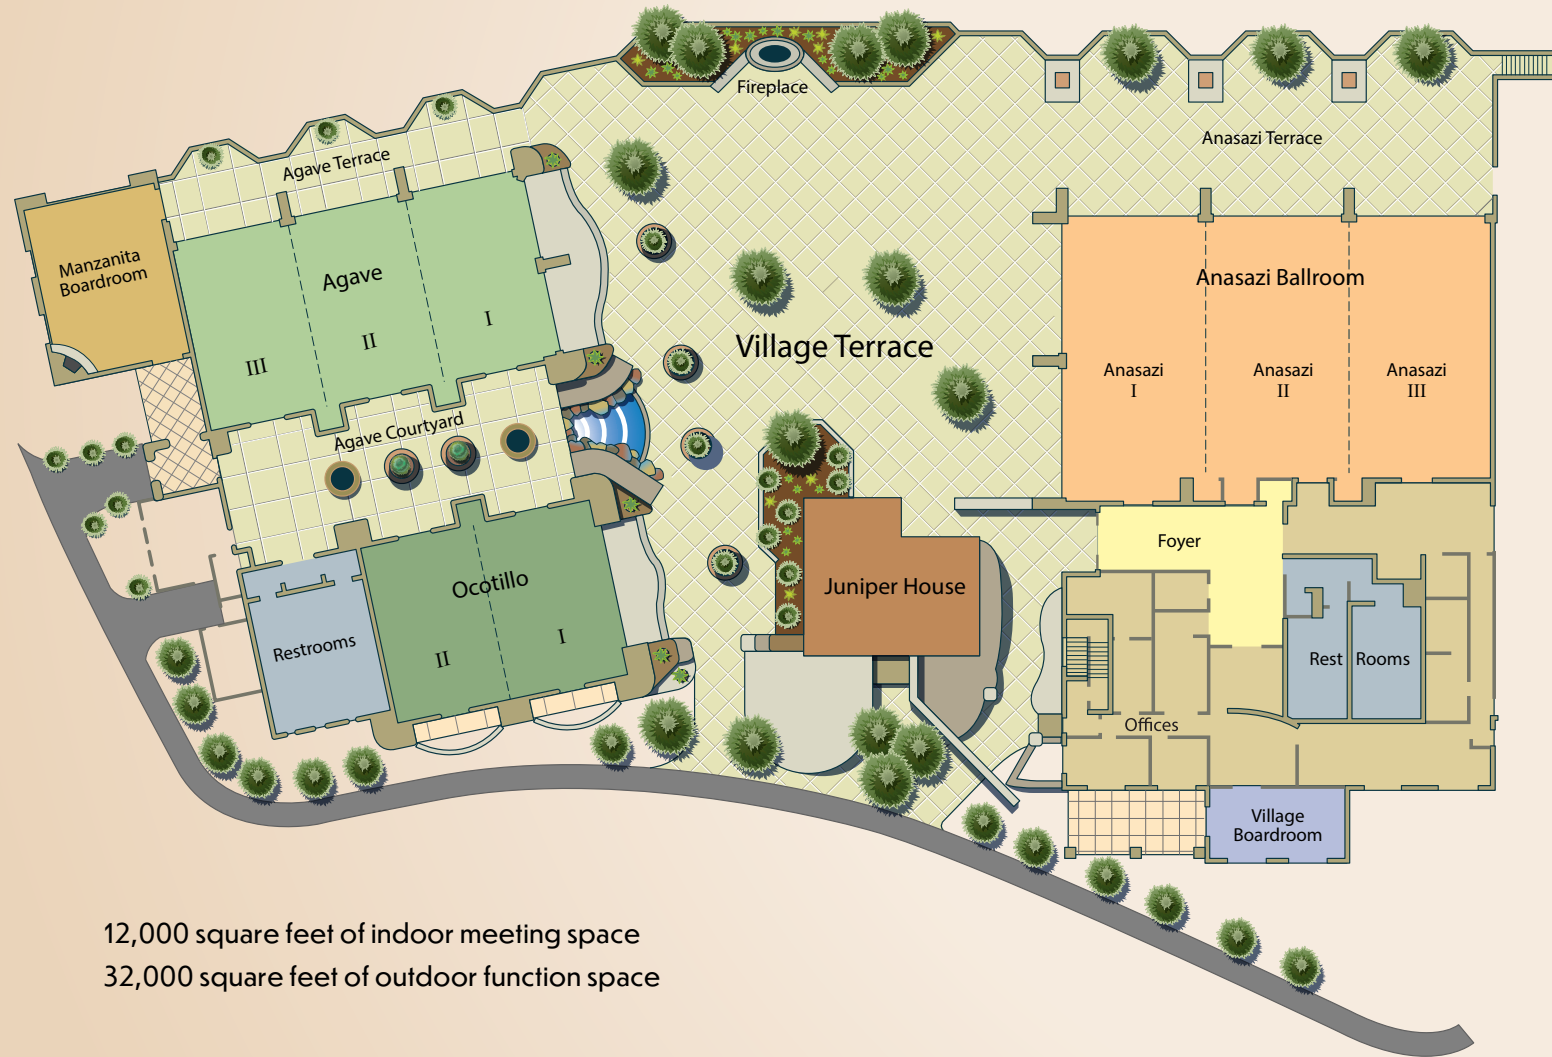 Fireplace
Agave Terrace
Anasazi Terrace
Manzanita
Boardroom
Agave
III
II
I
Anasazi Ballroom
Village Terrace
Anasazi
I
Anasazi
II
Anasazi
III
Agave Courtyard
Foyer
Ocotillo
II
I
Juniper House
Restrooms
Rest Rooms
Offices
Village
Boardroom
12,000 square feet of indoor meeting space
32,000 square feet of outdoor function space